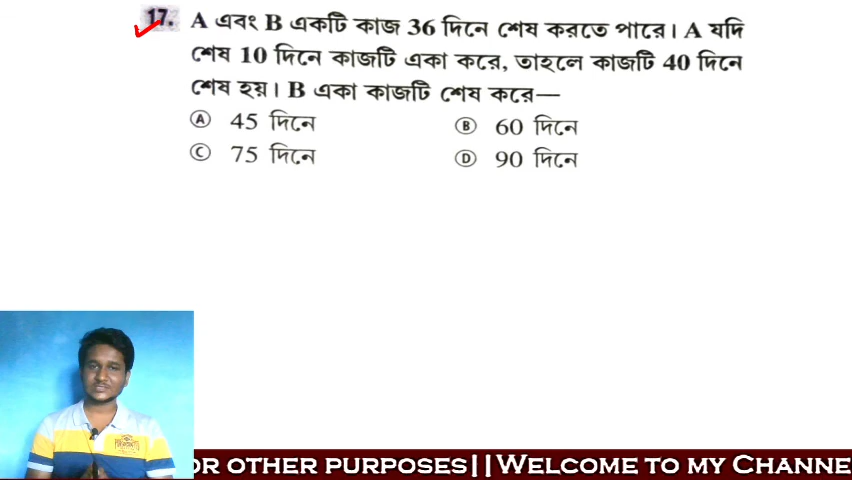 17. A এবং B একটি কাজ 36 দিনে শেষ করতে পারে। A যদি
শেষ 10 দিনে কাজটি একা করে, তাহলে কাজটি 40 দিনে
শেষ হয়। B একা কাজটি শেষ করে—
Ⓐ 45 দিনে Ⓑ 60 দিনে
Ⓒ 75 দিনে Ⓓ 90 দিনে
OR OTHER PURPOSES||WELCOME TO MY CHANNE